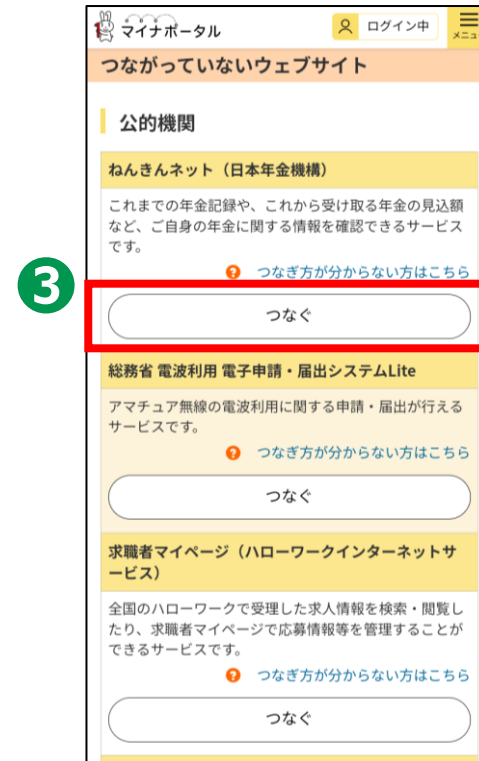 マイナポータル
ログイン中
メニュー
つながっていないウェブサイト
公的機関
ねんきんネット（日本年金機構）
これまでの年金記録や、これから受け取る年金の見込額
など、ご自身の年金に関する情報を確認できるサービス
です。
? つなぎ方が分からない方はこちら
3
つなぐ
総務省 電波利用 電子申請・届出システムLite
アマチュア無線の電波利用に関する申請・届出が行える
サービスです。
? つなぎ方が分からない方はこちら
つなぐ
求職者マイページ（ハローワークインターネットサ
ービス）
全国のハローワークで受理した求人情報を検索・閲覧し
たり、求職者マイページで応募情報等を管理することが
できるサービスです。
? つなぎ方が分からない方はこちら
つなぐ